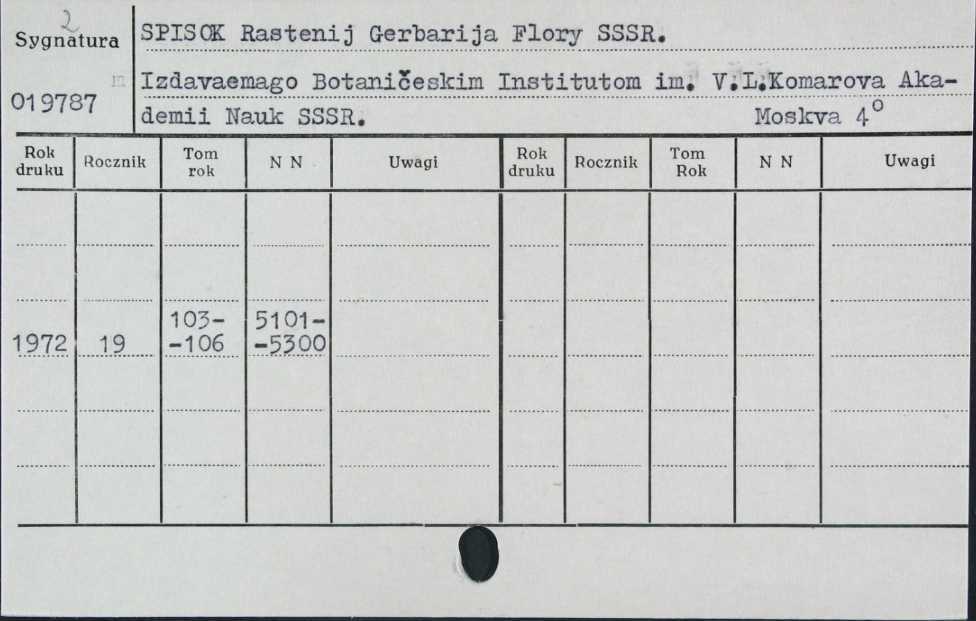 2
Sygnatura
019787
SPISOK Rastenij Gerbarija Flory SSSR.
Izdavaemago Botaničeskim Institutom im. V.L.Komarova Aka-
demii Nauk SSSR. Moskva 4°
Rok druku Rocznik Tom rok N N Uwagi Rok druku Rocznik Tom Rok N N Uwagi
103- 5101-
1972 19 -106 -5300